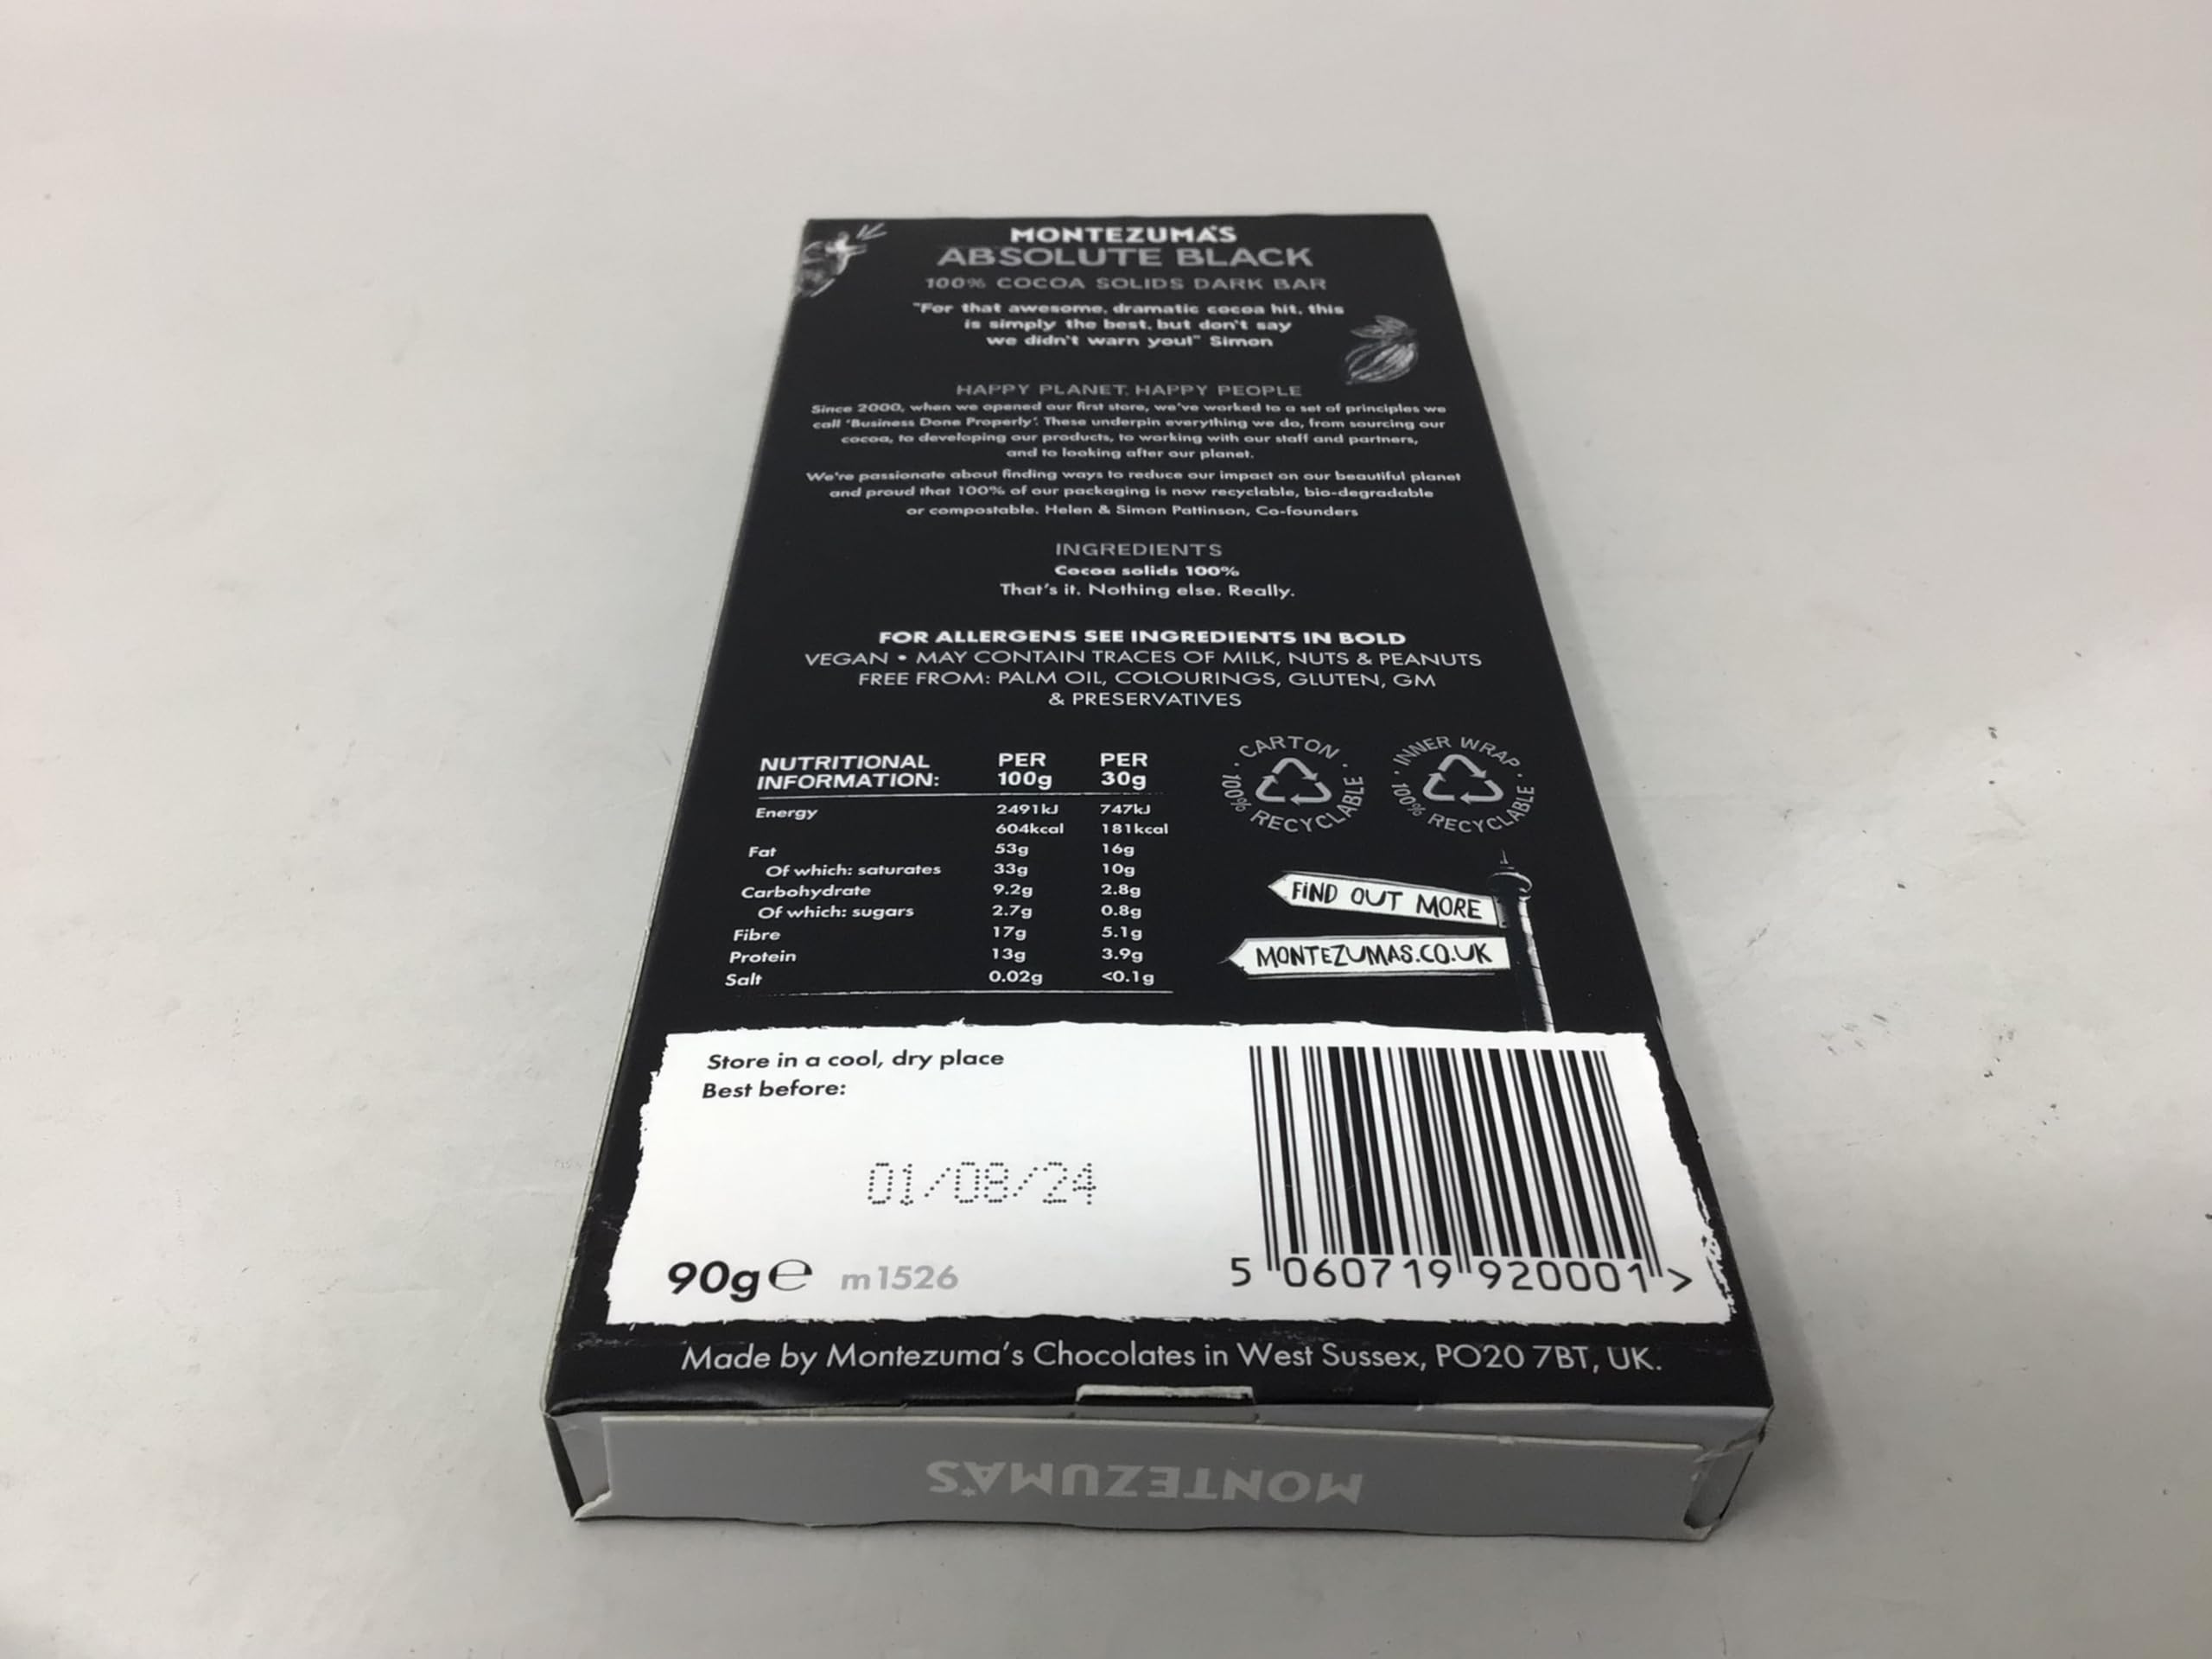 MONTEZUMA'S
ABSOLUTE BLACK
100% COCOA SOLIDS DARK BAR
"For that awesome, dramatic cocoa hit, this
is simply the best, but don't say
we didn't warn you!" Simon
HAPPY PLANET, HAPPY PEOPLE
Since 2000, when we opened our first store, we've worked to a set of principles we
call 'Business Done Properly'. These underpin everything we do, from sourcing our
cocoa, to developing our products, to working with our staff and partners,
and to looking after our planet.
We're passionate about finding ways to reduce our impact on our beautiful planet
and proud that 100% of our packaging is now recyclable, bio-degradable
or compostable. Helen & Simon Pattinson, Co-founders
INGREDIENTS
Cocoa solids 100%
That's it. Nothing else. Really.
FOR ALLERGENS SEE INGREDIENTS IN BOLD
VEGAN • MAY CONTAIN TRACES OF MILK, NUTS & PEANUTS
FREE FROM: PALM OIL, COLOURINGS, GLUTEN, GM
& PRESERVATIVES
NUTRITIONAL INFORMATION: PER 100g PER 30g
Energy 2491kJ 747kJ
604kcal 181kcal
Fat 53g 16g
Of which: saturates 33g 10g
Carbohydrate 9.2g 2.8g
Of which: sugars 2.7g 0.8g
Fibre 17g 5.1g
Protein 13g 3.9g
Salt 0.02g <0.1g
CARTON • 100% RECYCLABLE •
INNER WRAP • 100% RECYCLABLE •
FIND OUT MORE
MONTEZUMAS.CO.UK
Store in a cool, dry place
Best before:
01/08/24
90g e m1526
5 060719 920001 >
Made by Montezuma's Chocolates in West Sussex, PO20 7BT, UK.
MONTEZUMA'S